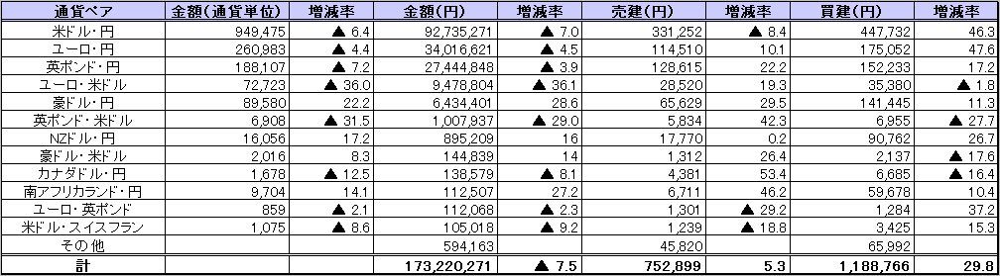 通貨ペア 金額(通貨単位) 増減率 金額(円) 増減率 売建(円) 増減率 買建(円) 増減率
米ドル・円 949,475 ▲ 6.4 92,735,271 ▲ 7.0 331,252 ▲ 8.4 447,732 46.3
ユーロ・円 260,983 ▲ 4.4 34,016,621 ▲ 4.5 114,510 10.1 175,052 47.6
英ポンド・円 188,107 ▲ 7.2 27,444,848 ▲ 3.9 128,615 22.2 152,233 17.2
ユーロ・米ドル 72,723 ▲ 36.0 9,478,804 ▲ 36.1 28,520 19.3 35,380 ▲ 1.8
豪ドル・円 89,580 22.2 6,434,401 28.6 65,629 29.5 141,445 11.3
英ポンド・米ドル 6,908 ▲ 31.5 1,007,937 ▲ 29.0 5,834 42.3 6,955 ▲ 27.7
NZドル・円 16,056 17.2 895,209 16 17,770 0.2 90,762 26.7
豪ドル・米ドル 2,016 8.3 144,839 14 1,312 26.4 2,137 ▲ 17.6
カナダドル・円 1,678 ▲ 12.5 138,579 ▲ 8.1 4,381 53.4 6,685 ▲ 16.4
南アフリカランド・円 9,704 14.1 112,507 27.2 6,711 46.2 59,678 10.4
ユーロ・英ポンド 859 ▲ 2.1 112,068 ▲ 2.3 1,301 ▲ 29.2 1,284 37.2
米ドル・スイスフラン 1,075 ▲ 8.6 105,018 ▲ 9.2 1,239 ▲ 18.8 3,425 15.3
その他 594,163 45,820 65,992
計 173,220,271 ▲ 7.5 752,899 5.3 1,188,766 29.8